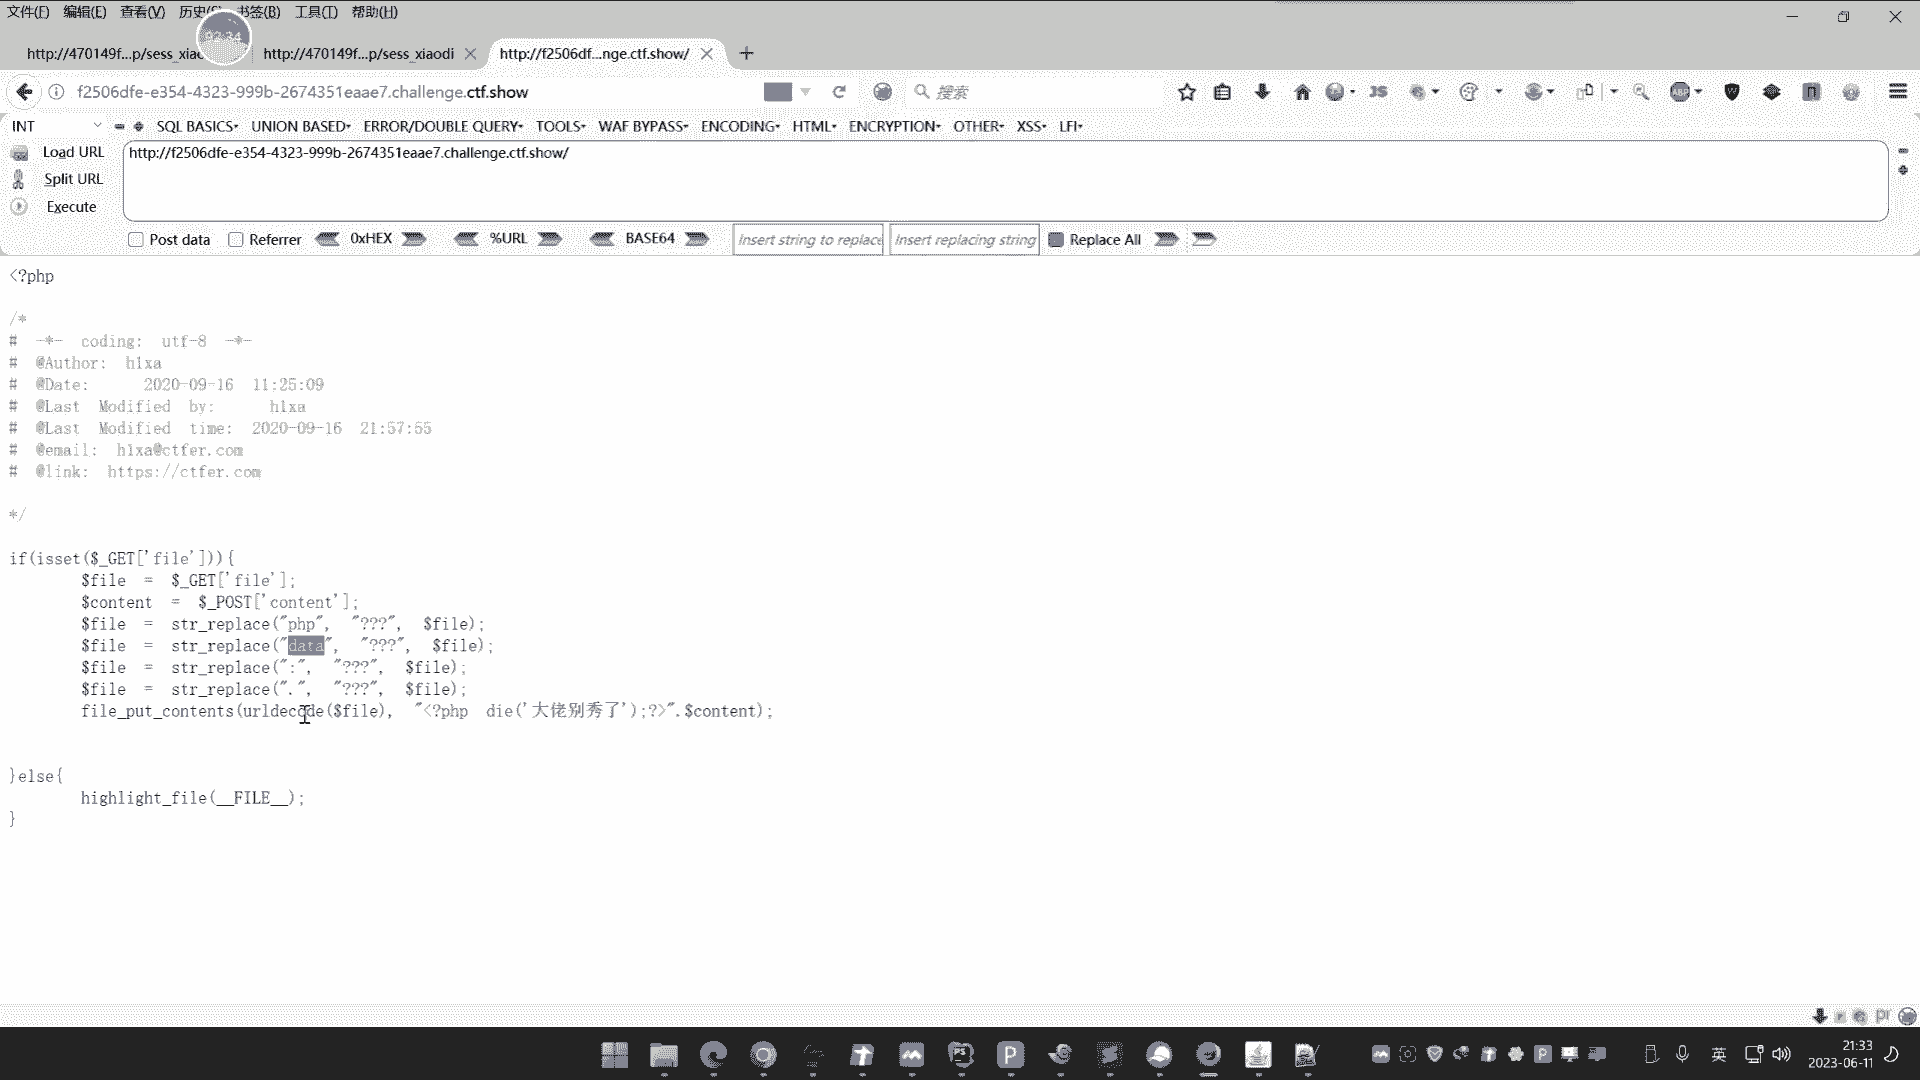 文件(F) 编辑(E) 查看(V) 历史(S) 书签(B) 工具(T) 帮助(H)
02:34
http://470149f...p/sess_xiao
http://470149f...p/sess_xiaodi
http://f2506df...nge.ctf.show/
f2506dfe-e354-4323-999b-2674351eaae7.challenge.ctf.show
搜索
INT SQL BASICS UNION BASED ERROR/DOUBLE QUERY TOOLS WAF BYPASS ENCODING HTML ENCRYPTION OTHER XSS LFI
Load URL http://f2506dfe-e354-4323-999b-2674351eaae7.challenge.ctf.show/
Split URL
Execute
Post data Referrer 0xHEX %URL BASE64 Insert string to replace Insert replacing string Replace All
<?php
/*
# -*- coding: utf-8 -*-
# @Author: h1xa
# @Date: 2020-09-16 11:25:09
# @Last Modified by: h1xa
# @Last Modified time: 2020-09-16 21:57:55
# @email: h1xa@ctfer.com
# @link: https://ctfer.com
*/
if(isset($_GET['file'])){
$file = $_GET['file'];
$content = $_POST['content'];
$file = str_replace("php", "???", $file);
$file = str_replace("data", "???", $file);
$file = str_replace(":", "???", $file);
$file = str_replace(".", "???", $file);
file_put_contents(urldecode($file), "<?php die('大佬别秀了');?>".$content);
}else{
highlight_file(__FILE__);
}
英
21:33
2023-06-11